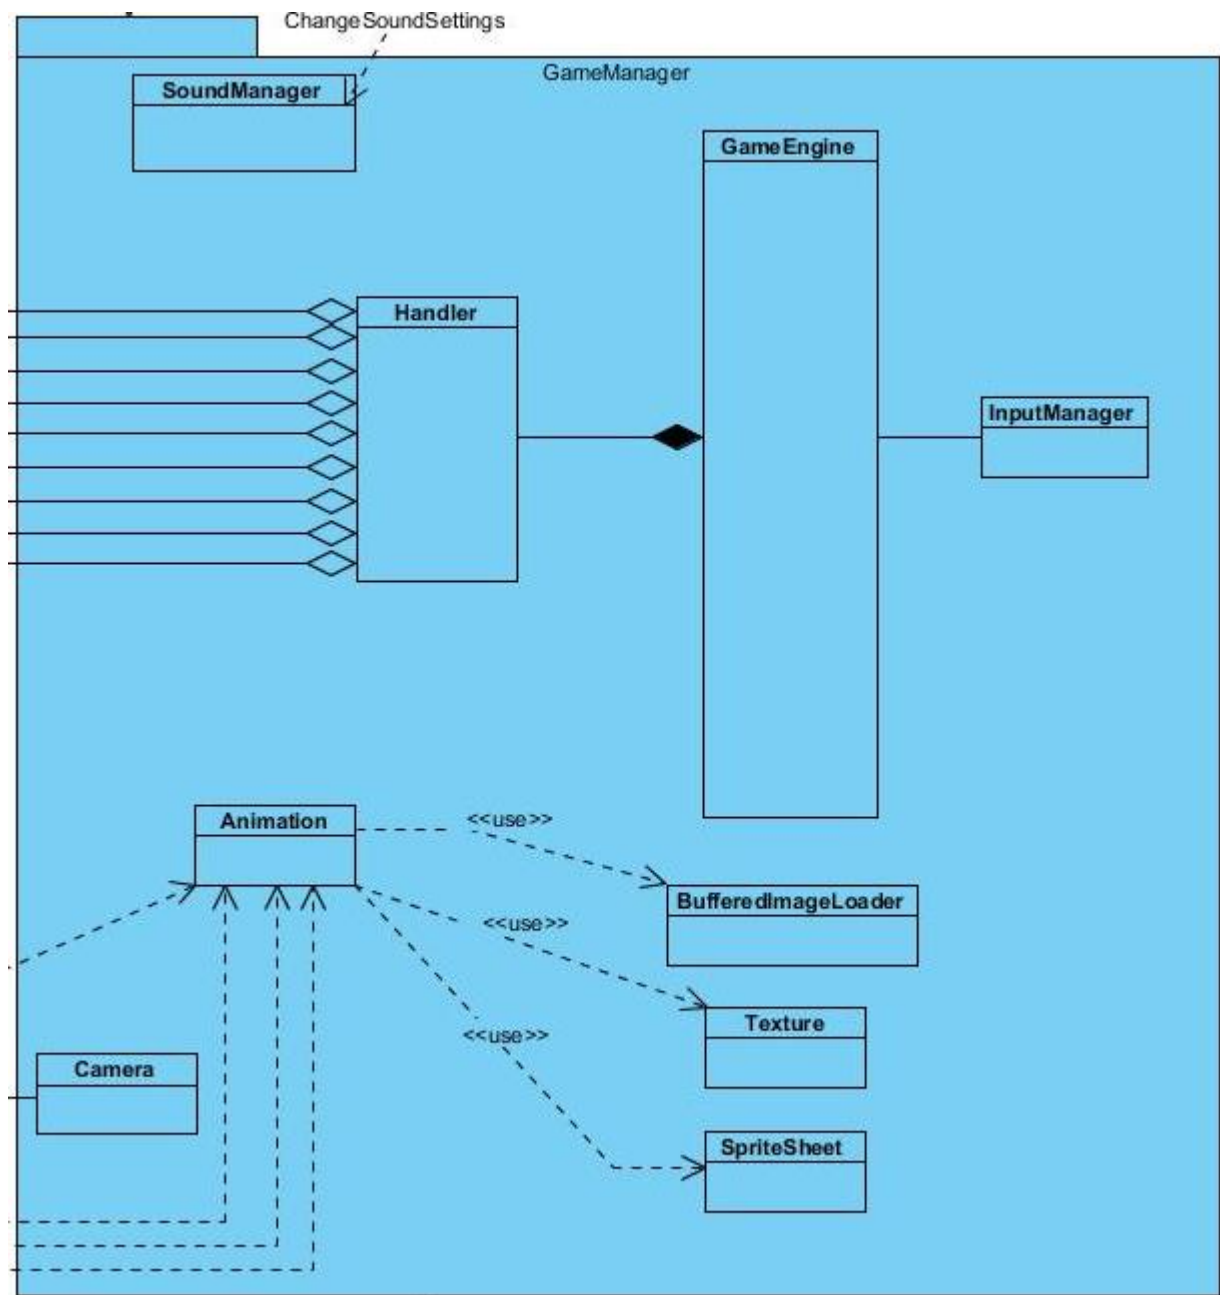 ChangeSoundSettings
GameManager
SoundManager
GameEngine
Handler
InputManager
Animation
<<use>>
BufferedImageLoader
<<use>>
Texture
<<use>>
Camera
SpriteSheet